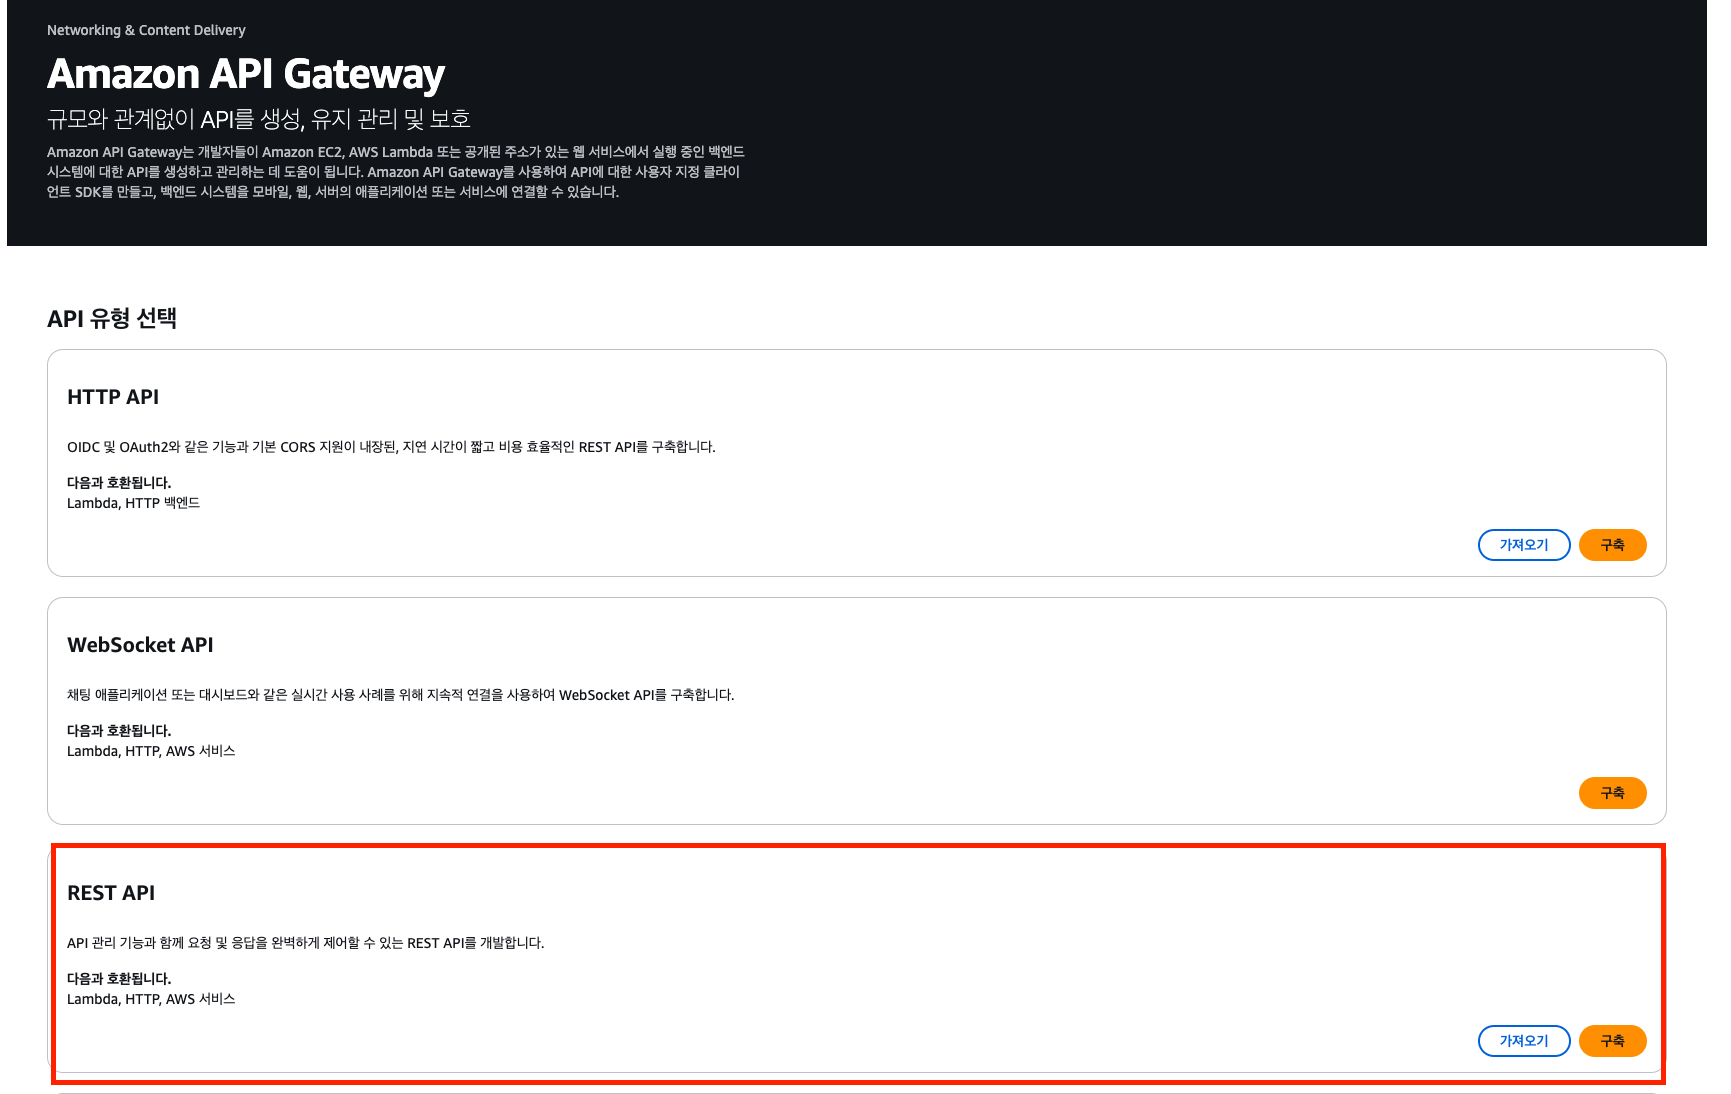 Networking & Content Delivery
Amazon API Gateway
규모와 관계없이 API를 생성, 유지 관리 및 보호
Amazon API Gateway는 개발자들이 Amazon EC2, AWS Lambda 또는 공개된 주소가 있는 웹 서비스에서 실행 중인 백엔드
시스템에 대한 API를 생성하고 관리하는 데 도움이 됩니다. Amazon API Gateway를 사용하여 API에 대한 사용자 지정 클라이
언트 SDK를 만들고, 백엔드 시스템을 모바일, 웹, 서버의 애플리케이션 또는 서비스에 연결할 수 있습니다.
API 유형 선택
HTTP API
OIDC 및 OAuth2와 같은 기능과 기본 CORS 지원이 내장된, 지연 시간이 짧고 비용 효율적인 REST API를 구축합니다.
다음과 호환됩니다.
Lambda, HTTP 백엔드
가져오기 구축
WebSocket API
채팅 애플리케이션 또는 대시보드와 같은 실시간 사용 사례를 위해 지속적 연결을 사용하여 WebSocket API를 구축합니다.
다음과 호환됩니다.
Lambda, HTTP, AWS 서비스
구축
REST API
API 관리 기능과 함께 요청 및 응답을 완벽하게 제어할 수 있는 REST API를 개발합니다.
다음과 호환됩니다.
Lambda, HTTP, AWS 서비스
가져오기 구축